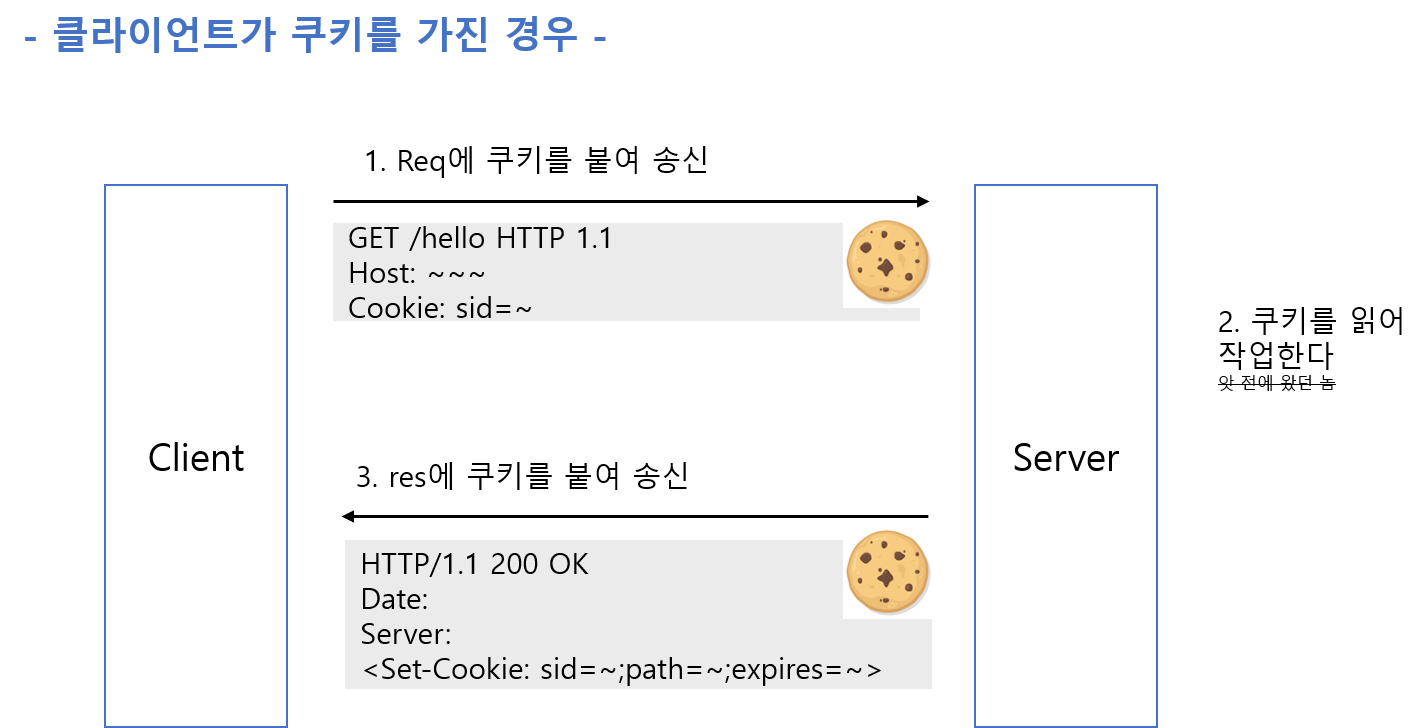 - 클라이언트가 쿠키를 가진 경우 -
1. Req에 쿠키를 붙여 송신
GET /hello HTTP 1.1
Host: ~~~
Cookie: sid=~
2. 쿠키를 읽어
작업한다
앗 전에 왔던 놈
Client
Server
3. res에 쿠키를 붙여 송신
HTTP/1.1 200 OK
Date:
Server:
<Set-Cookie: sid=~;path=~;expires=~>